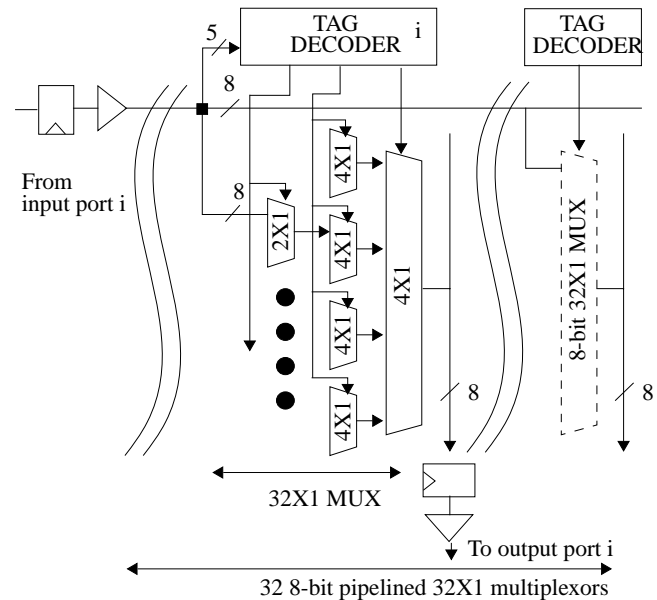 TAG
DECODER i
TAG
DECODER
5
8
From
input port i
8
2X1
4X1
4X1
4X1
4X1
4X1
8-bit 32X1 MUX
8
8
32X1 MUX
To output port i
32 8-bit pipelined 32X1 multiplexors